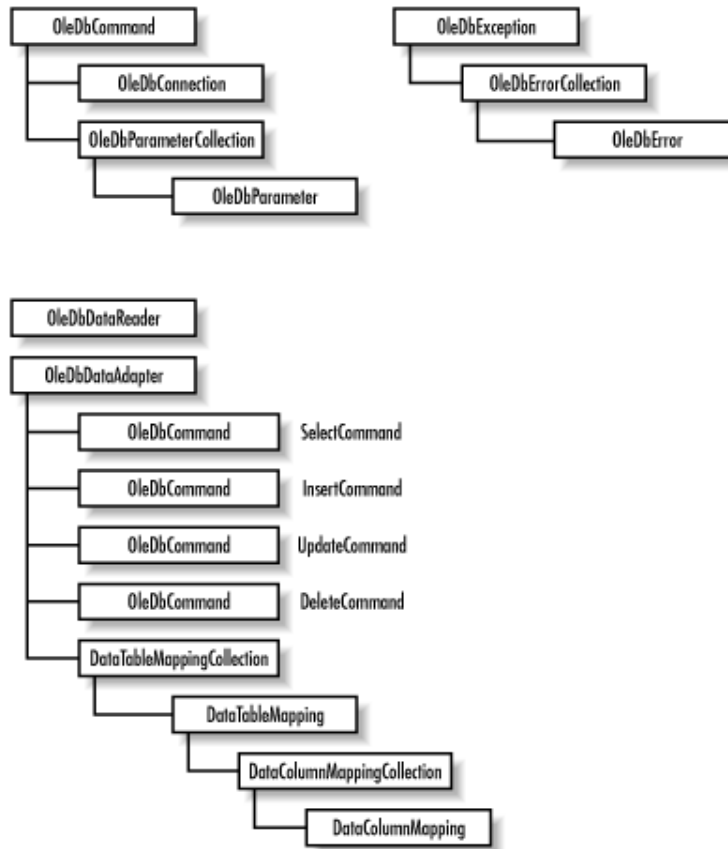 OleDbCommand
OleDbConnection
OleDbParameterCollection
OleDbParameter
OleDbException
OleDbErrorCollection
OleDbError
OleDbDataReader
OleDbDataAdapter
OleDbCommand SelectCommand
OleDbCommand InsertCommand
OleDbCommand UpdateCommand
OleDbCommand DeleteCommand
DataTableMappingCollection
DataTableMapping
DataColumnMappingCollection
DataColumnMapping